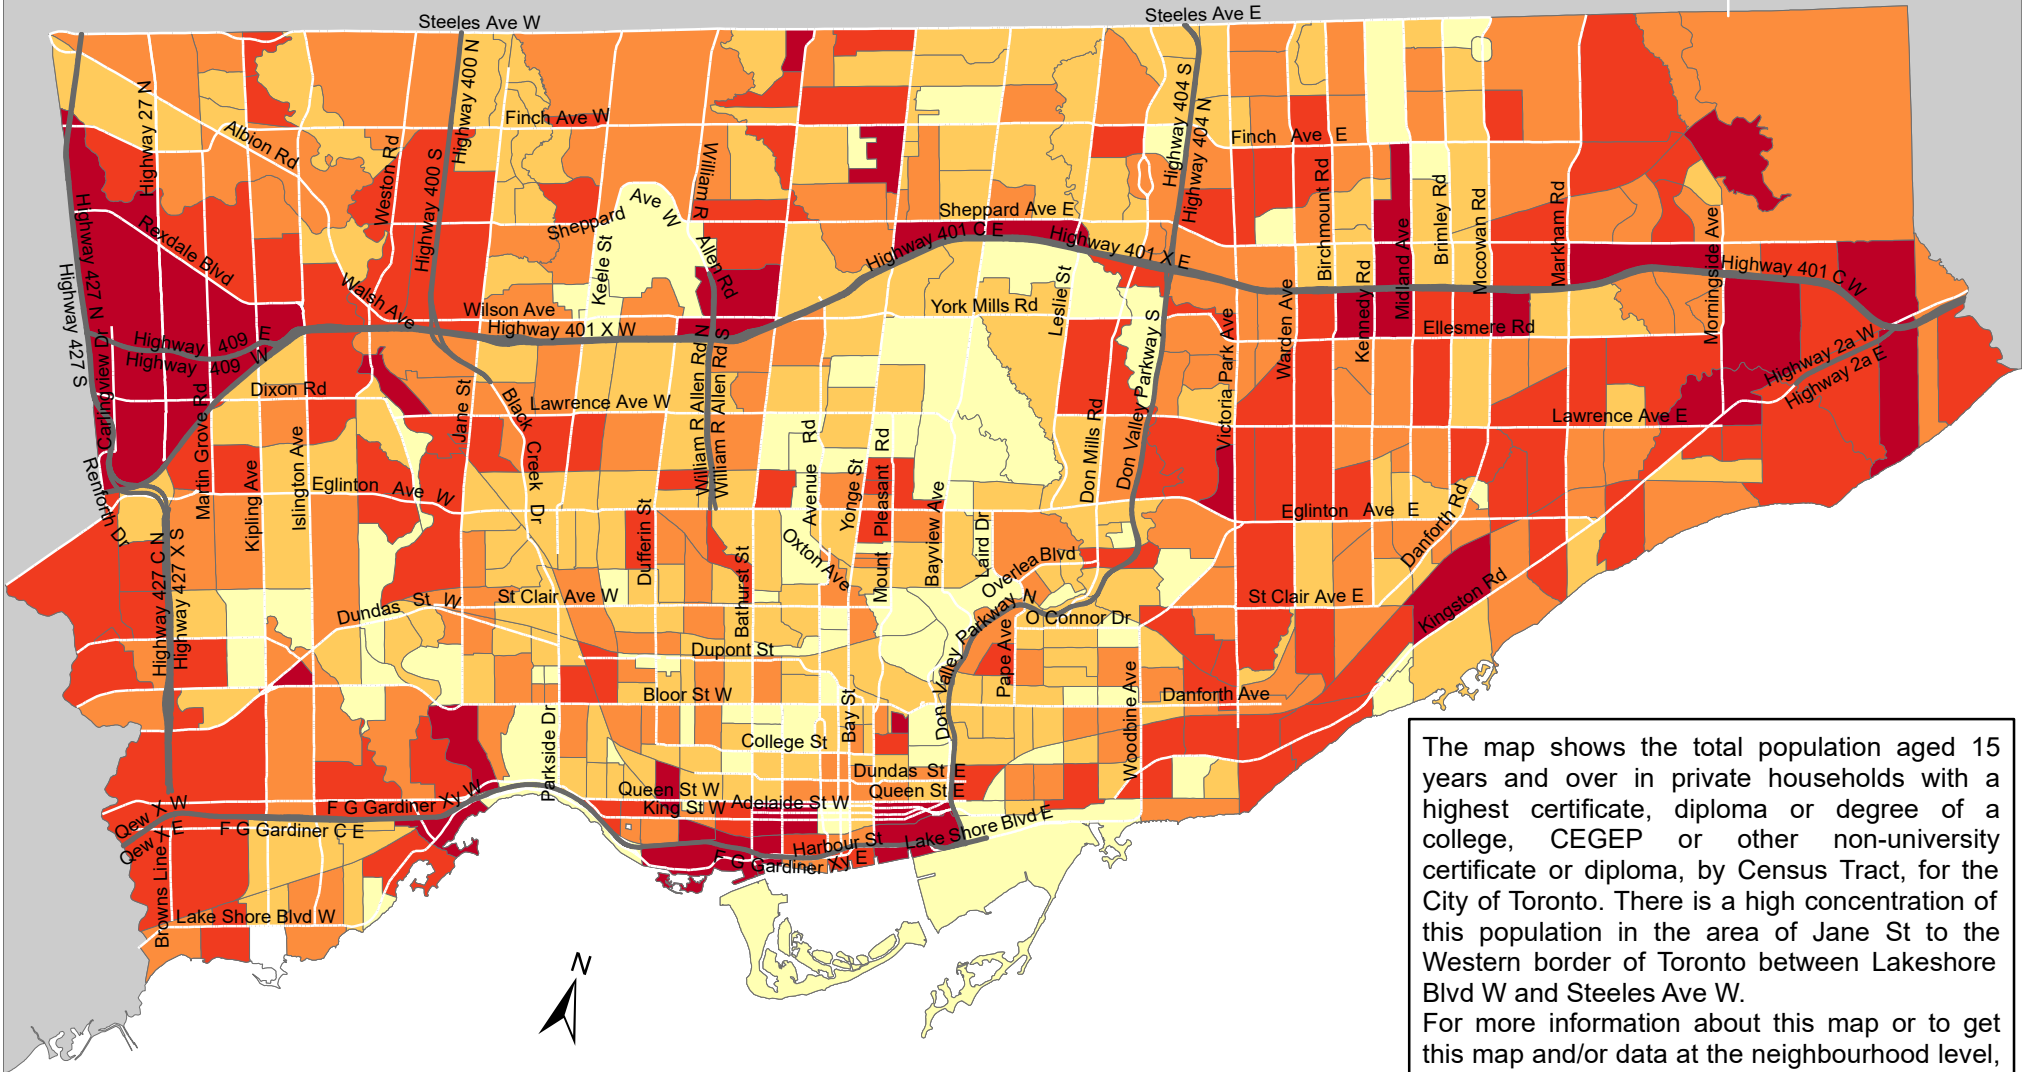 Steeles Ave W
Steeles Ave E
Highway 27 N
Highway 400 N
Finch Ave W
Albion Rd
Weston Rd
Highway 400 S
William R
Highway 404 S
Highway 404 N
Finch Ave E
Birchmount Rd
Brimley Rd
Mccowan Rd
Markham Rd
Midland Ave
Kennedy Rd
Morningside Ave
Highway 427 N
Highway 427 S
Rexdale Blvd
Sheppard Ave W
Keele St
Allen Rd
Sheppard Ave E
Highway 401 C E
Highway 401 X E
Highway 401 C W
Walsh Ave
Wilson Ave
Highway 401 X W
York Mills Rd
Leslie St
Ellesmere Rd
Warden Ave
Victoria Park Ave
Highway 409 E
Highway 409 W
Carlingview Dr
Dixon Rd
Martin Grove Rd
Jane St
Black Creek Dr
Lawrence Ave W
William R Allen Rd N
William R Allen Rd S
Don Valley Parkway S
Don Mills Rd
Highway 2a W
Highway 2a E
Lawrence Ave E
Renforth Dr
Kipling Ave
Islington Ave
Eglinton Ave W
Avenue Rd
Yonge St
Mount Pleasant Rd
Bayview Ave
Laird Dr
Eglinton Ave E
Danforth Rd
Highway 427 C N
Highway 427 X S
Dufferin St
Bathurst St
Oxton Ave
Overlea Blvd
Dundas St W
St Clair Ave W
St Clair Ave E
Kingston Rd
O Connor Dr
Don Valley Parkway N
Pape Ave
Dupont St
Bloor St W
Bay St
Woodbine Ave
Danforth Ave
Parkside Dr
College St
Dundas St E
Queen St W
Queen St E
King St W
Adelaide St W
Qew X W
Qew X E
F G Gardiner Xy W
F G Gardiner C E
Harbour St
Lake Shore Blvd E
F G Gardiner Xy E
Browns Line
Lake Shore Blvd W
N
The map shows the total population aged 15
years and over in private households with a
highest certificate, diploma or degree of a
college, CEGEP or other non-university
certificate or diploma, by Census Tract, for the
City of Toronto. There is a high concentration of
this population in the area of Jane St to the
Western border of Toronto between Lakeshore
Blvd W and Steeles Ave W.
For more information about this map or to get
this map and/or data at the neighbourhood level,